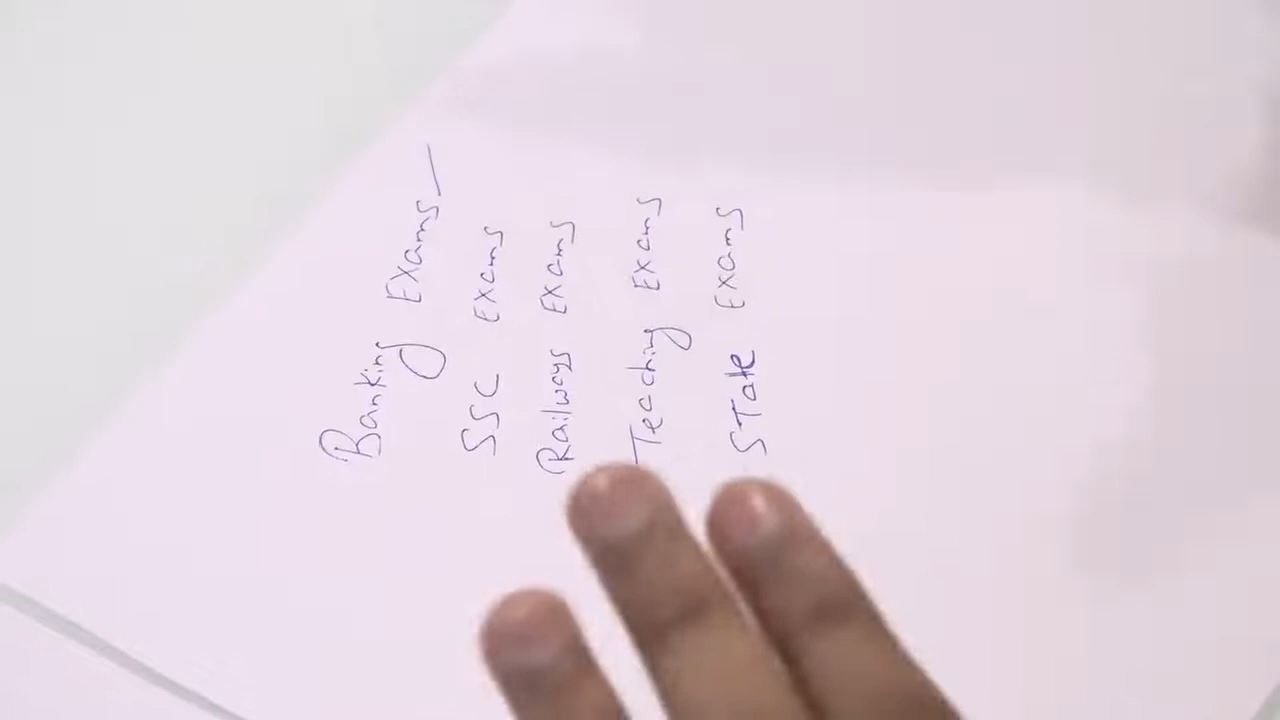 Banking Exams —
SSC Exams
Railways Exams
Teaching Exams
State Exams